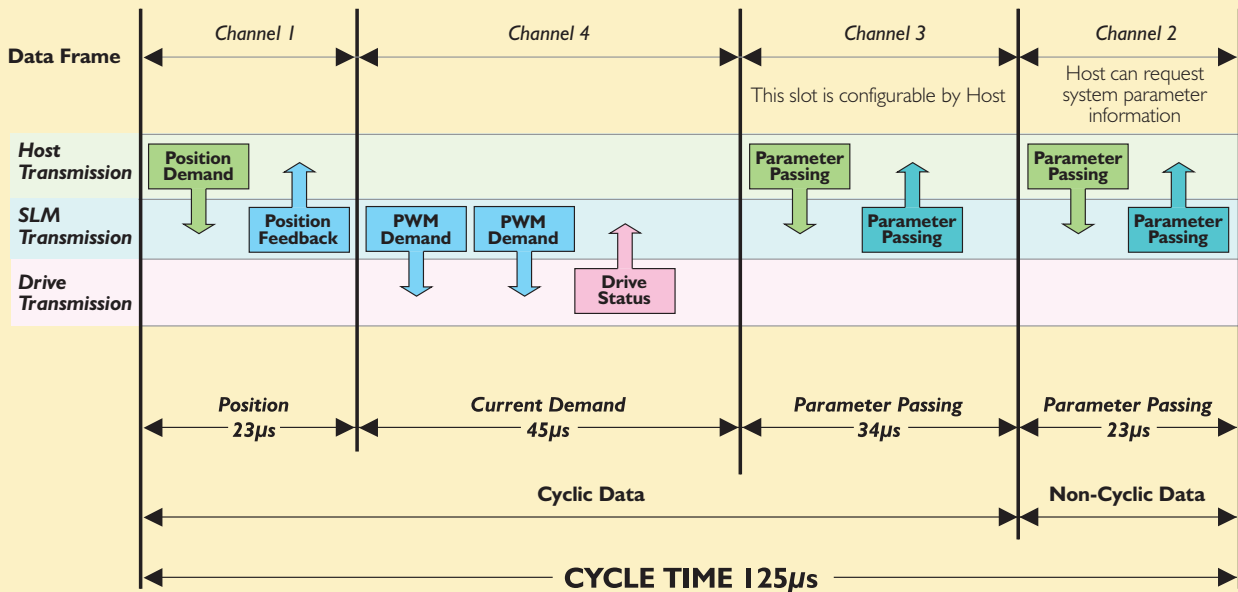 Channel 1
Channel 4
Channel 3
Channel 2
Data Frame
This slot is configurable by Host
Host can request
system parameter
information
Host
Transmission
Position
Demand
Parameter
Passing
Parameter
Passing
SLM
Transmission
Position
Feedback
PWM
Demand
PWM
Demand
Parameter
Passing
Parameter
Passing
Drive
Transmission
Drive
Status
Position
23µs
Current Demand
45µs
Parameter Passing
34µs
Parameter Passing
23µs
Cyclic Data
Non-Cyclic Data
CYCLE TIME 125µs